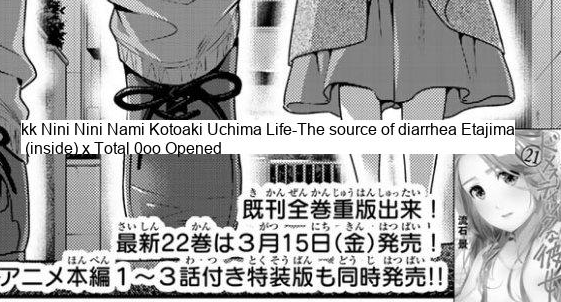 kk Nini Nini Nami Kotoaki Uchima Life-The source of diarrhea Etajima
(inside) x Total 0oo Opened
既刊全巻重版出来!
最新22巻は3月15日(金)発売!
アニメ本編1~3話付き特装版も同時発売!!
㉑
流石景